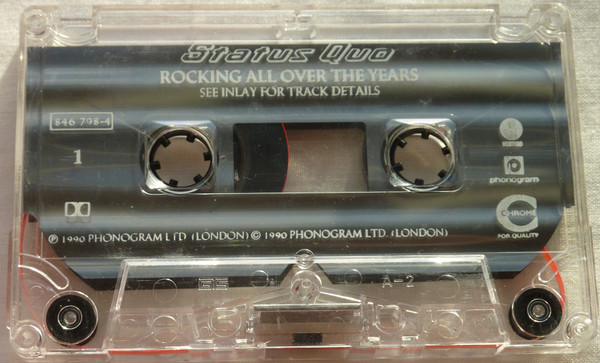 Status Quo
ROCKING ALL OVER THE YEARS
SEE INLAY FOR TRACK DETAILS
846 798-4
1
VERTIGO
phonogram
CHROME
FOR QUALITY
℗ 1990 PHONOGRAM LTD. (LONDON) © 1990 PHONOGRAM LTD. (LONDON)
A-2